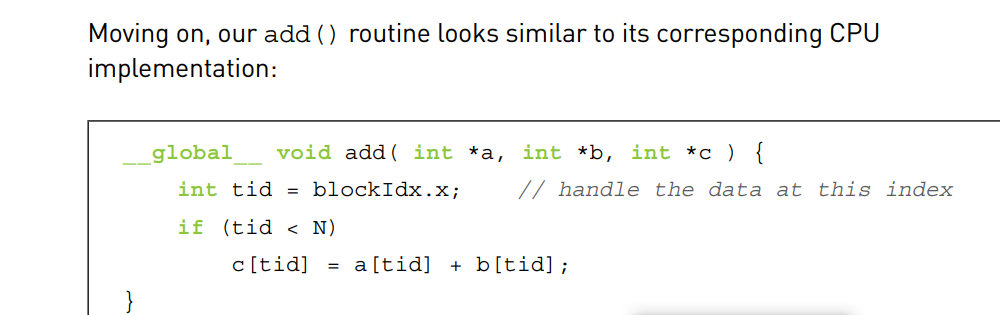 Moving on, our add() routine looks similar to its corresponding CPU
implementation:
__global__ void add( int *a, int *b, int *c ) {
int tid = blockIdx.x;    // handle the data at this index
if (tid < N)
c[tid] = a[tid] + b[tid];
}